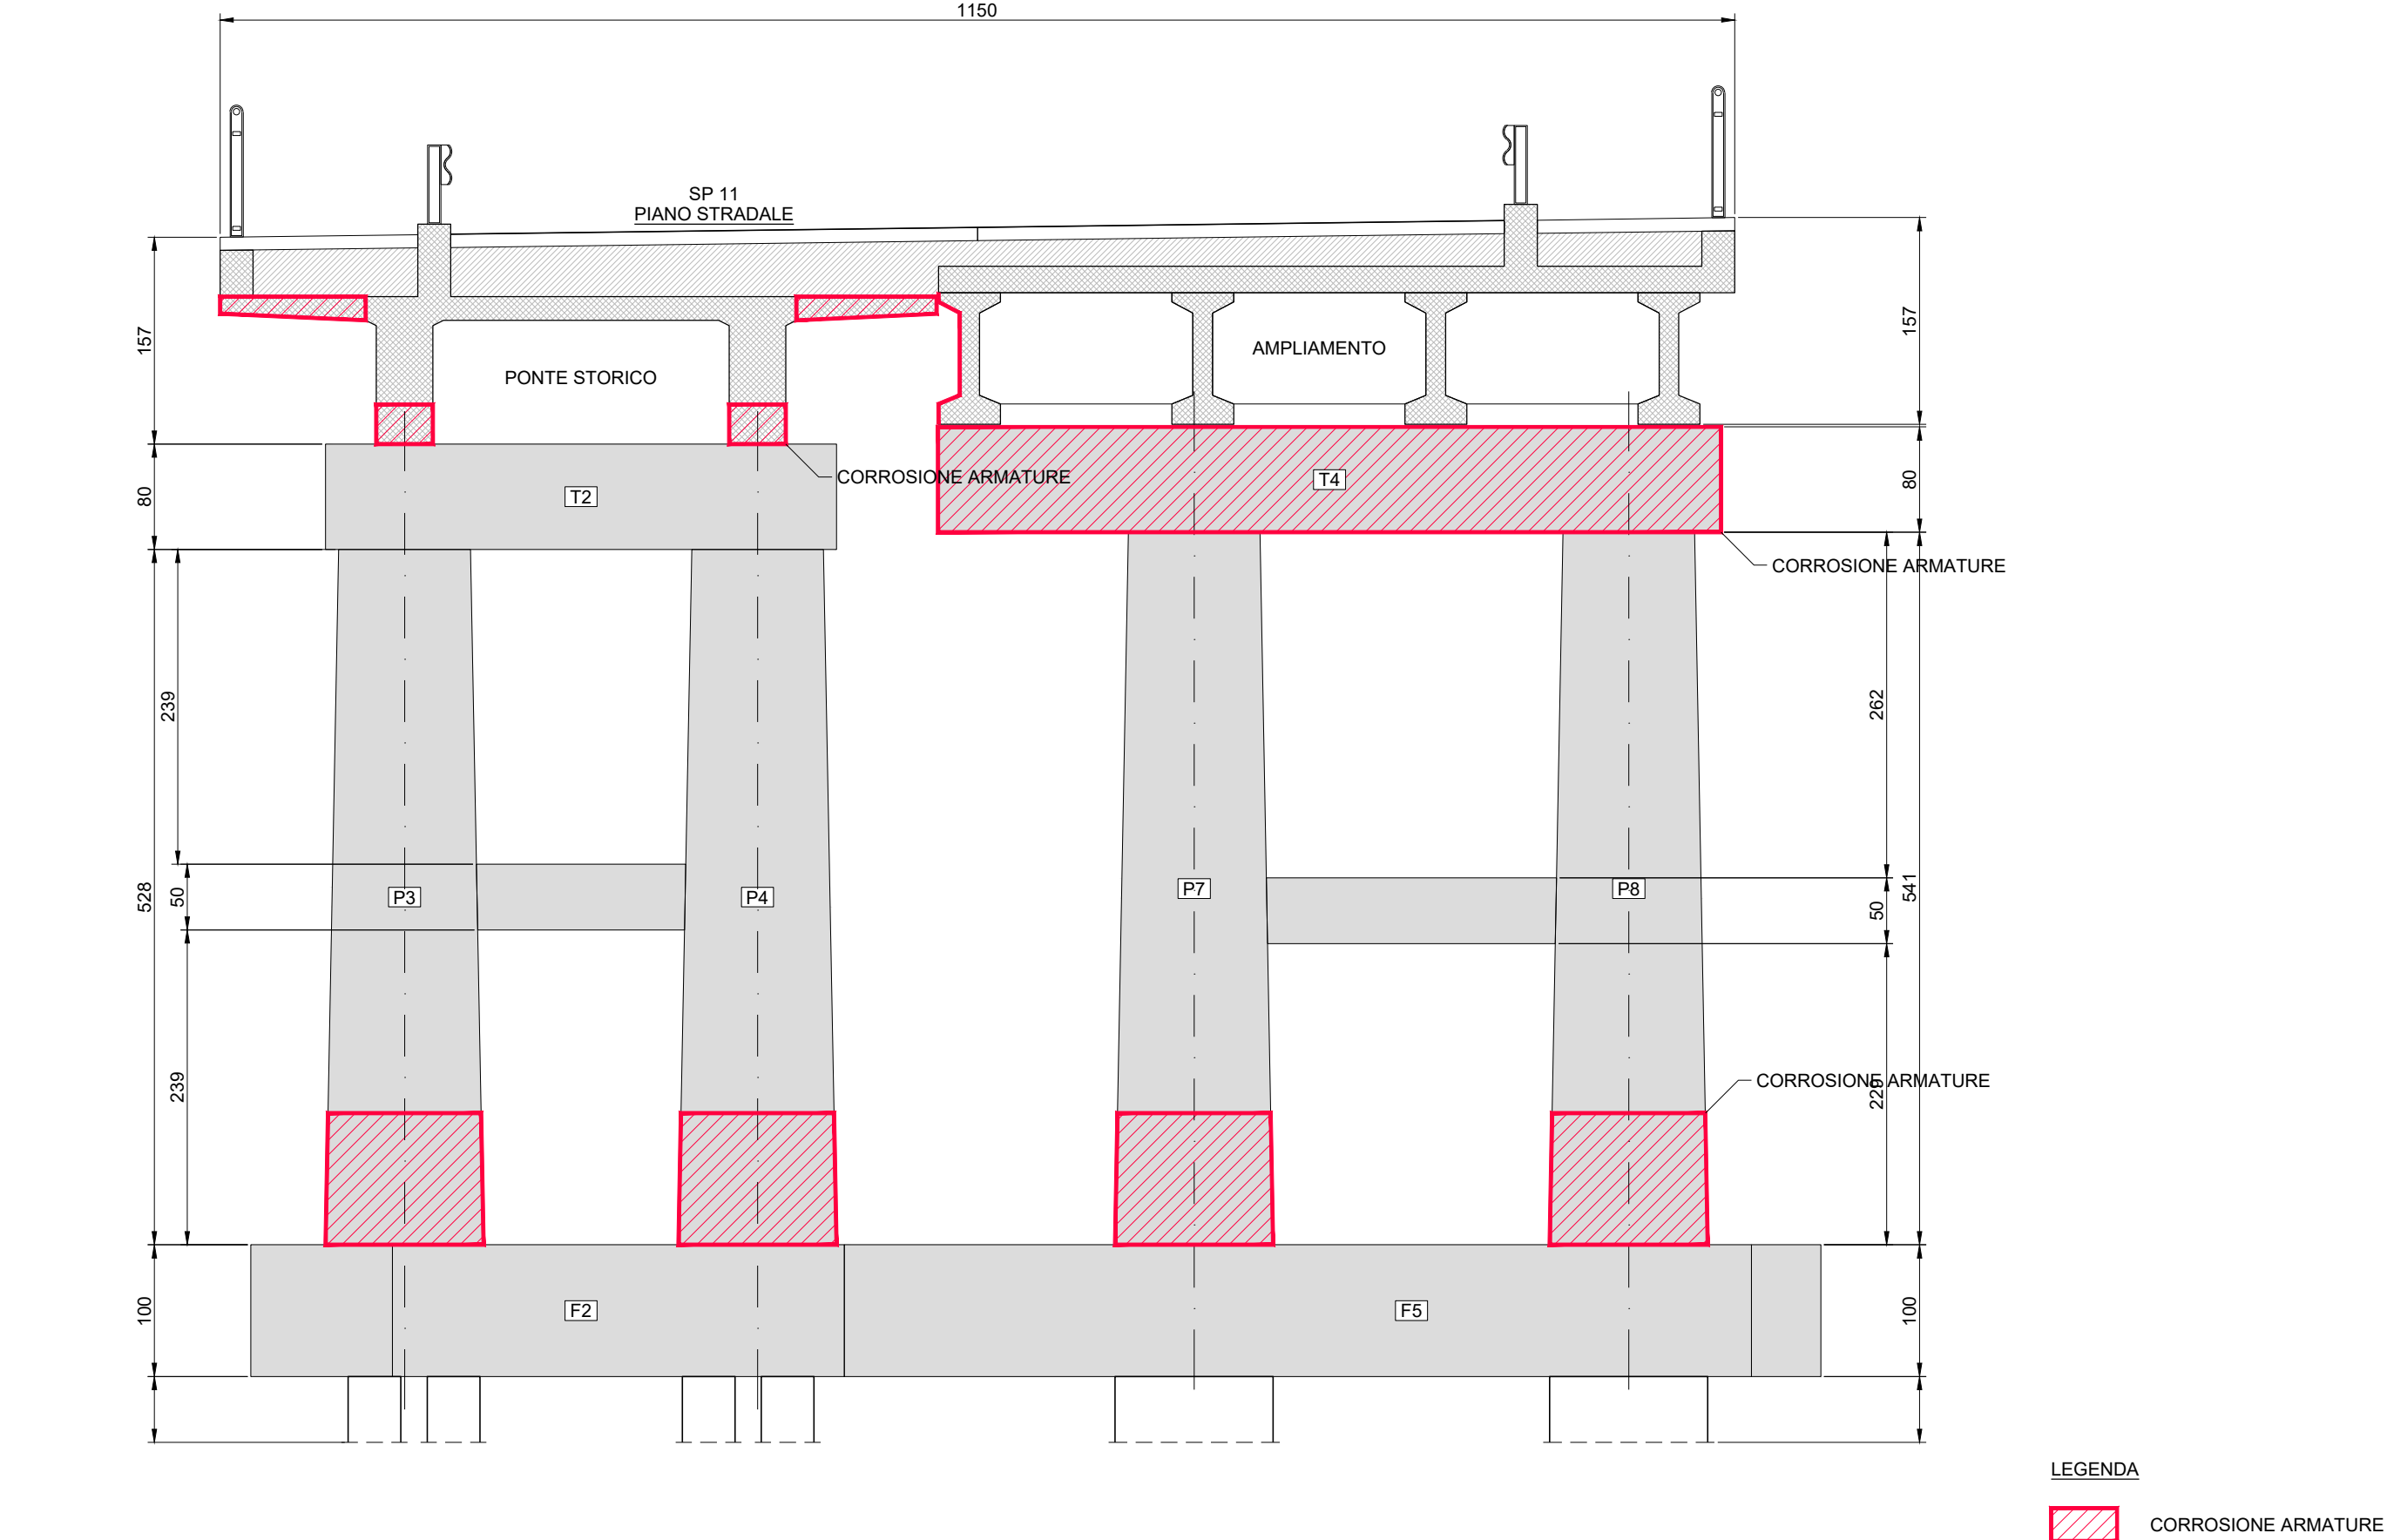 1150
SP 11
PIANO STRADALE
157
157
PONTE STORICO
AMPLIAMENTO
80
T2
CORROSIONE ARMATURE
T4
80
CORROSIONE ARMATURE
239
262
528
50
P3
P4
P7
P8
50
541
239
CORROSIONE ARMATURE
229
100
F2
F5
100
LEGENDA
CORROSIONE ARMATURE